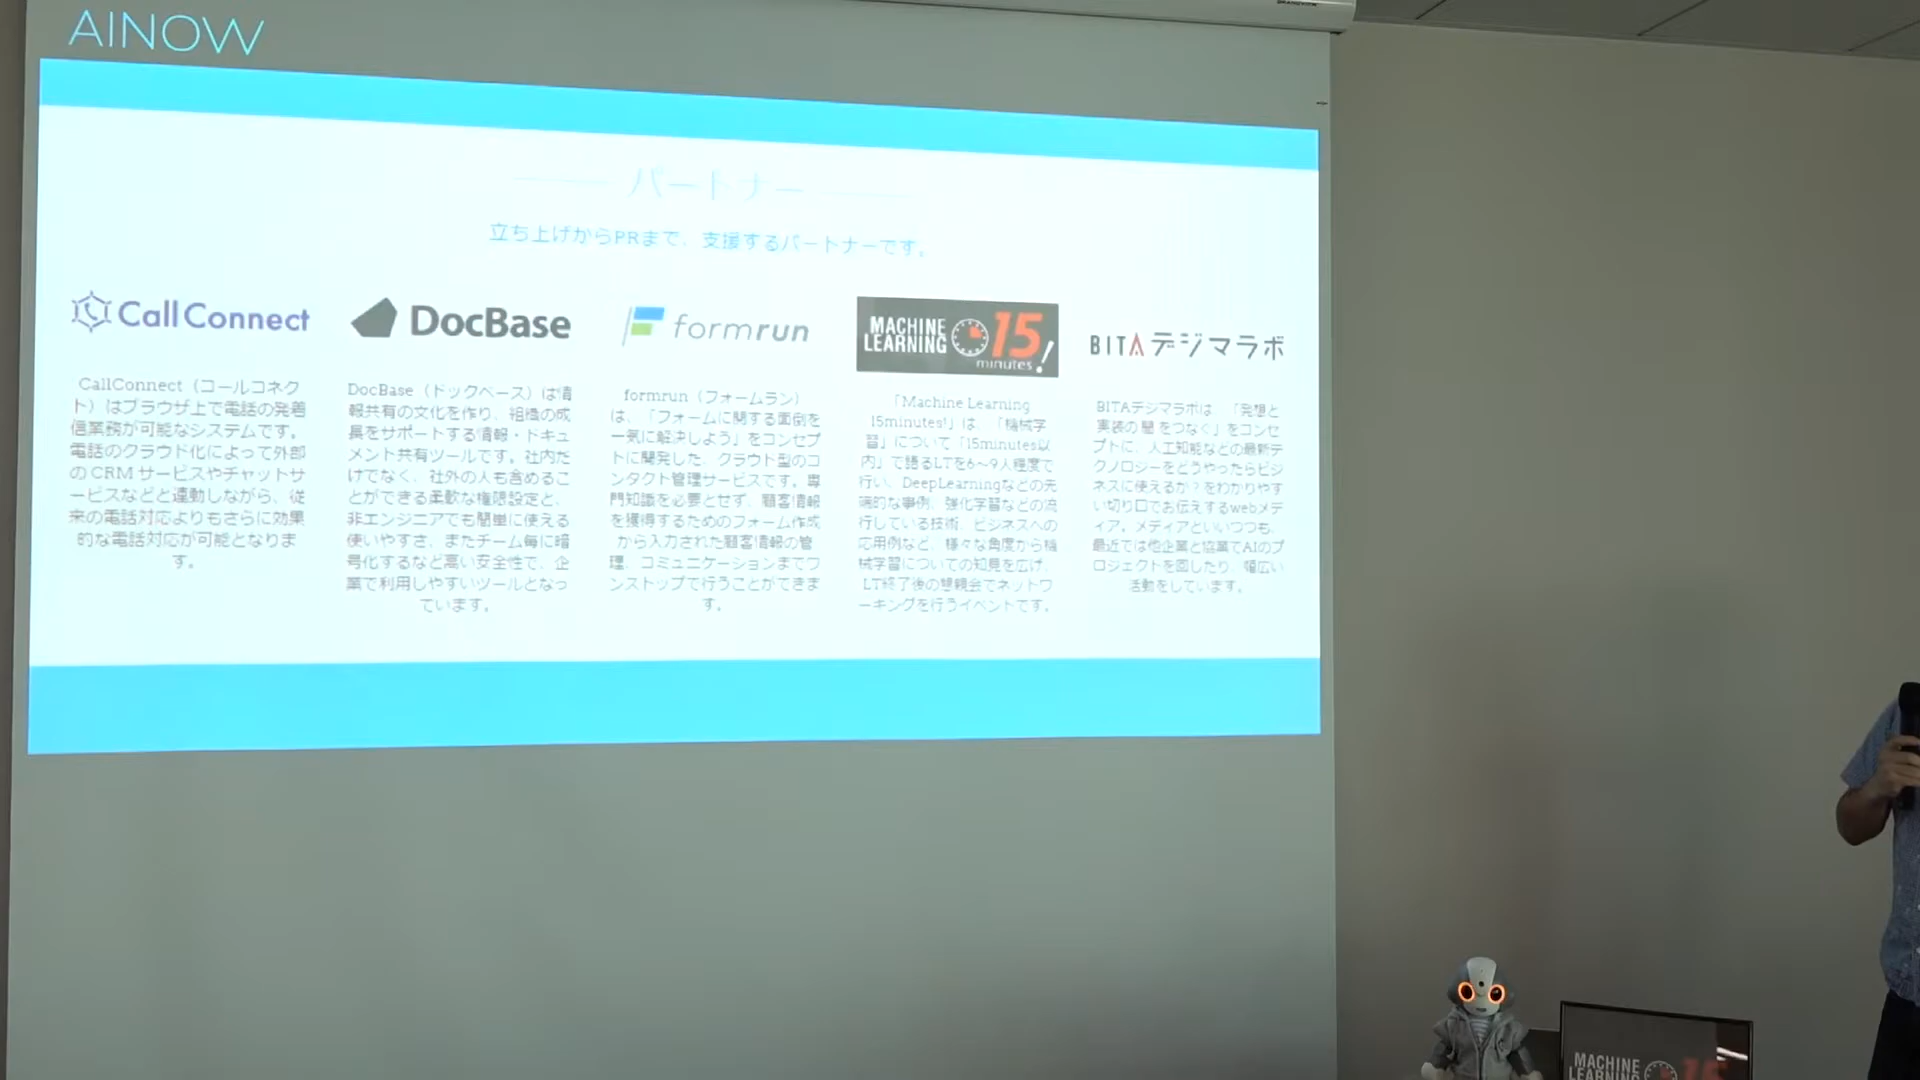 AINOW
パートナー
立ち上げからPRまで、支援するパートナーです。
CallConnect
CallConnect（コールコネク
ト）はブラウザ上で電話の発着
信業務が可能なシステムです。
電話のクラウド化によって外部
の CRM サービスやチャットサ
ービスなどと連動しながら、従
来の電話対応よりもさらに効果
的な電話対応が可能となりま
す。
DocBase
DocBase（ドックベース）は情
報共有の文化を作り、組織の成
長をサポートする情報・ドキュ
メント共有ツールです。社内だ
けでなく、社外の人も含めるこ
とができる柔軟な権限設定と、
非エンジニアでも簡単に使える
使いやすさ、またチーム毎に暗
号化するなど高い安全性で、企
業で利用しやすいツールとなっ
ています。
formrun
formrun（フォームラン）
は、「フォームに関する面倒を
一気に解決しよう」をコンセプ
トに開発した、クラウド型のコ
ンタクト管理サービスです。専
門知識を必要とせず、顧客情報
を獲得するためのフォーム作成
から入力された顧客情報の管
理、コミュニケーションまでワ
ンストップで行うことができま
す。
MACHINE
LEARNING 15
minutes!
「Machine Learning
15minutes!」は、「機械学
習」について「15minutes以
内」で語るLTを6〜9人程度で
行い、DeepLearningなどの先
端的な事例、強化学習などの流
行している技術、ビジネスへの
応用例など、様々な角度から機
械学習についての知見を広げ、
LT終了後の懇親会でネットワ
ーキングを行うイベントです。
BITAデジマラボ
BITAデジマラボは、「発想と
実装の間をつなぐ」をコンセ
プトに、人工知能などの最新テ
クノロジーをどうやったらビジ
ネスに使えるか？をわかりやす
い切り口でお伝えするwebメデ
ィア。メディアといいつつも、
最近では他企業と協業でAIのプ
ロジェクトを回したり、幅広い
活動をしています。
MACHINE
LEARNING 15